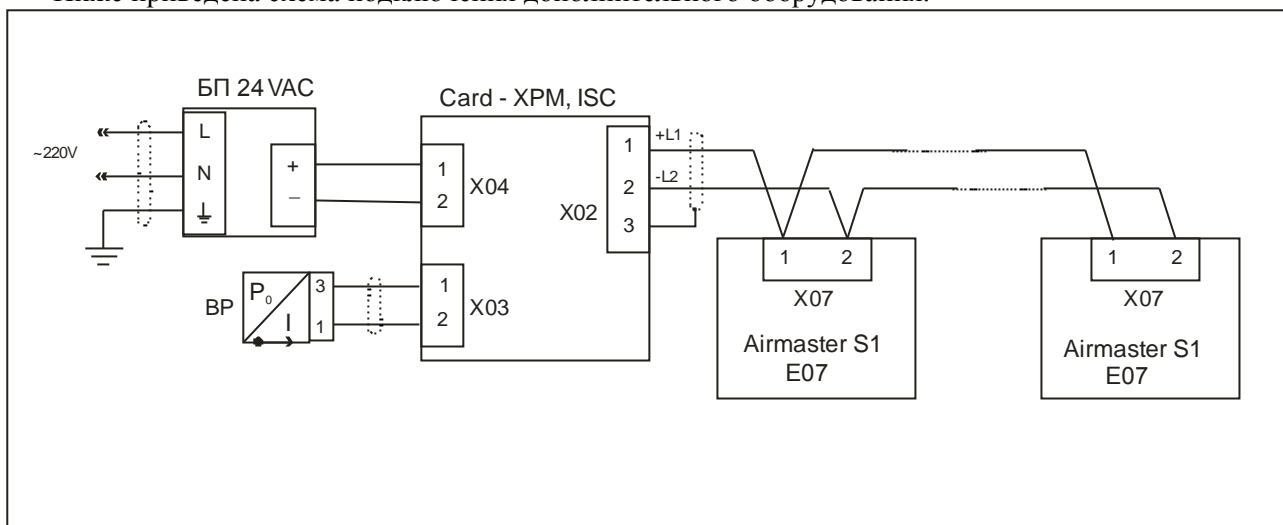 Ниже приведена схема подключения дополнительного оборудования.
БП 24 VAC
Card - XPM, ISC
~220V
L
N
+
−
1
2
X04
1
2
3
X02
+L1
-L2
BP
P₀
I
3
1
1
2
X03
1 2
X07
Airmaster S1
E07
1 2
X07
Airmaster S1
E07